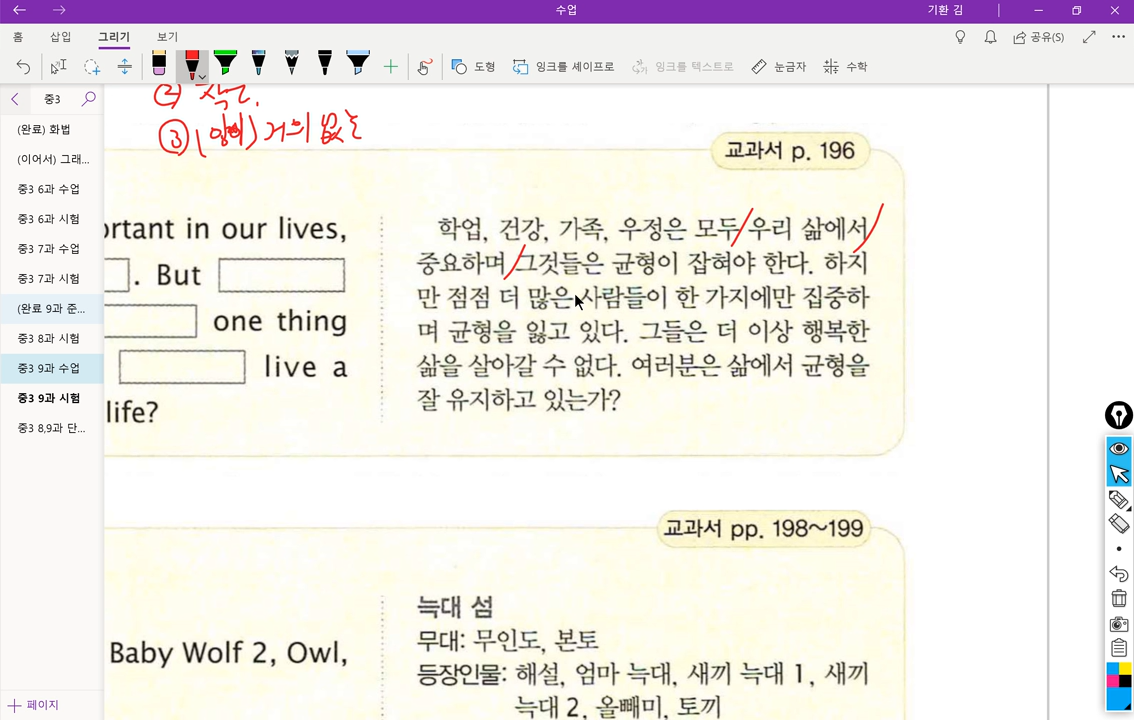 수업
기환 김
홈
삽입
그리기
보기
공유(S)
도형
잉크를 셰이프로
잉크를 텍스트로
눈금자
수학
중3
(완료) 화법
(이어서) 그래...
중3 6과 수업
중3 6과 시험
중3 7과 수업
중3 7과 시험
(완료 9과 준...
중3 8과 시험
중3 9과 수업
중3 9과 시험
중3 8,9과 단...
페이지
③ 거의 없는
교과서 p. 196
ortant in our lives,
. But
one thing
live a
life?
학업, 건강, 가족, 우정은 모두 우리 삶에서
중요하며 그것들은 균형이 잡혀야 한다. 하지
만 점점 더 많은 사람들이 한 가지에만 집중하
며 균형을 잃고 있다. 그들은 더 이상 행복한
삶을 살아갈 수 없다. 여러분은 삶에서 균형을
잘 유지하고 있는가?
교과서 pp. 198~199
Baby Wolf 2, Owl,
늑대 섬
무대: 무인도, 본토
등장인물: 해설, 엄마 늑대, 새끼 늑대 1, 새끼
늑대 2, 올빼미, 토끼